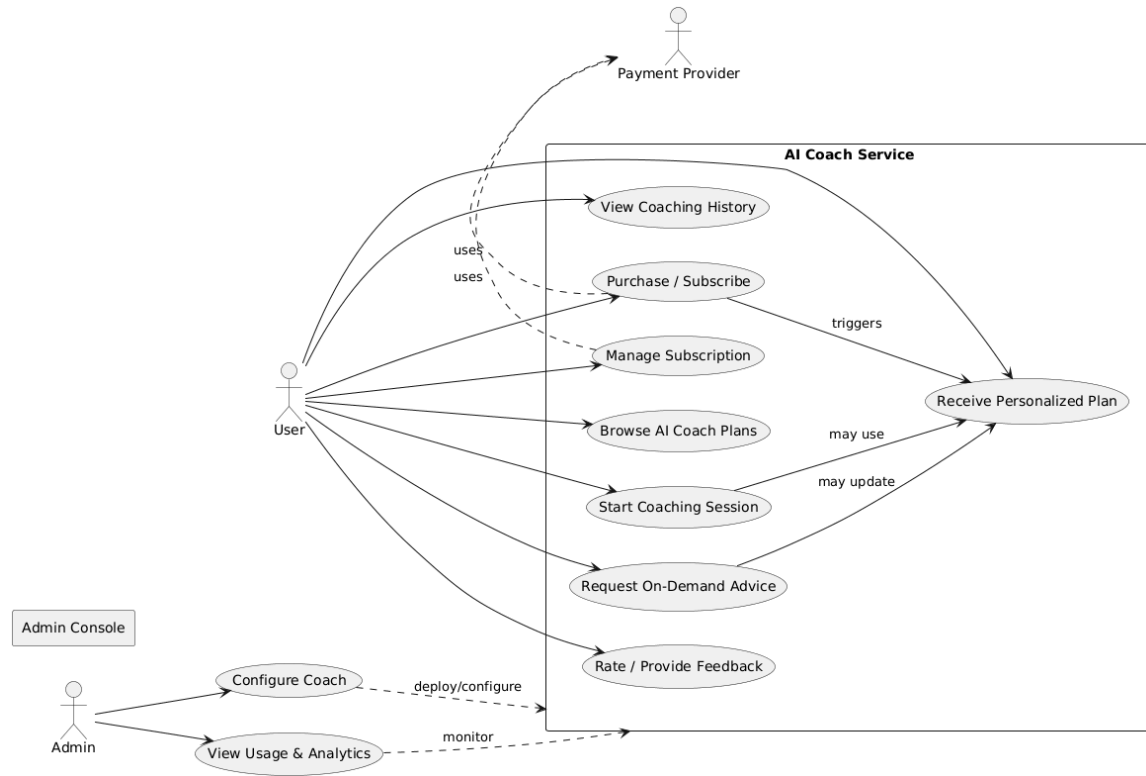 Payment Provider
AI Coach Service
View Coaching History
uses
Purchase / Subscribe
uses
triggers
Manage Subscription
Receive Personalized Plan
User
Browse AI Coach Plans
may use
may update
Start Coaching Session
Request On-Demand Advice
Admin Console
Rate / Provide Feedback
Configure Coach
deploy/configure
Admin
View Usage & Analytics
monitor